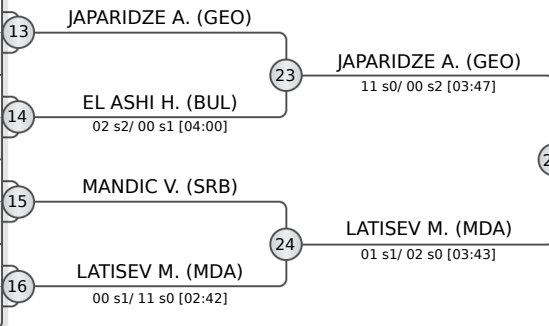 JAPARIDZE A. (GEO)
13
23
JAPARIDZE A. (GEO)
11 s0/ 00 s2 [03:47]
EL ASHI H. (BUL)
14
02 s2/ 00 s1 [04:00]
MANDIC V. (SRB)
15
24
LATISEV M. (MDA)
01 s1/ 02 s0 [03:43]
LATISEV M. (MDA)
16
00 s1/ 11 s0 [02:42]